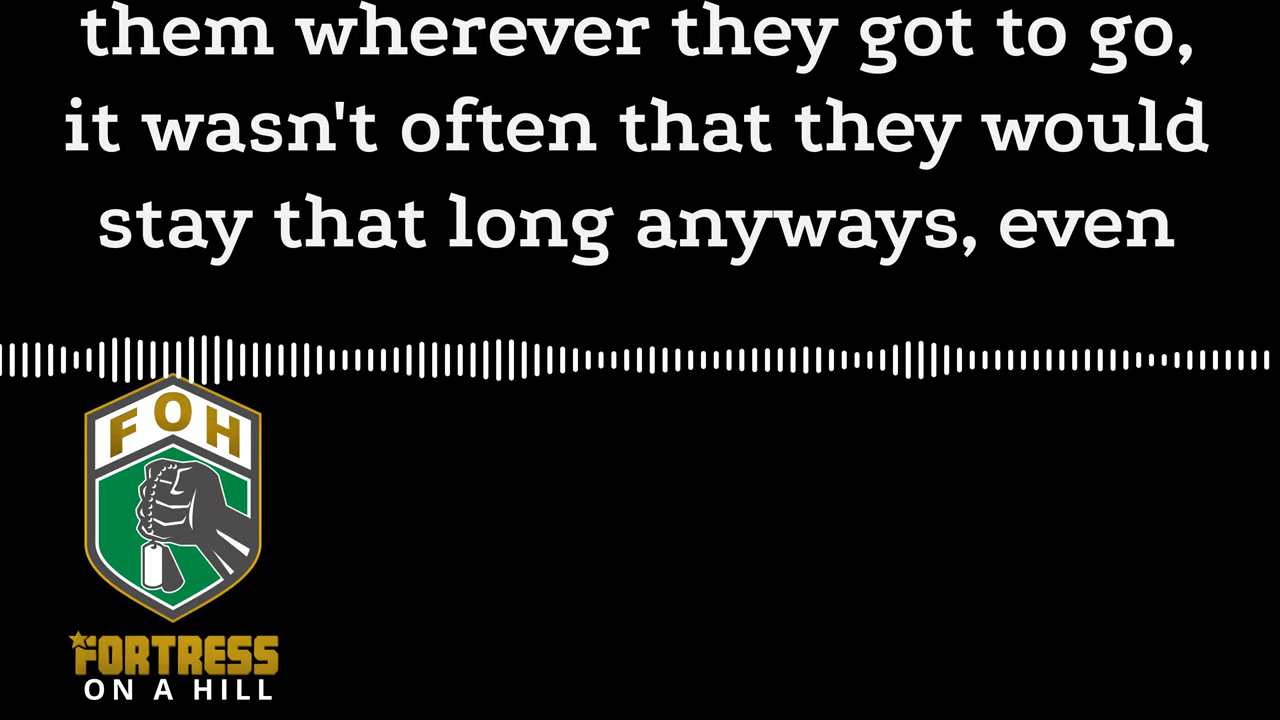 them wherever they got to go,
it wasn't often that they would
stay that long anyways, even
FOH
FORTRESS
ON A HILL